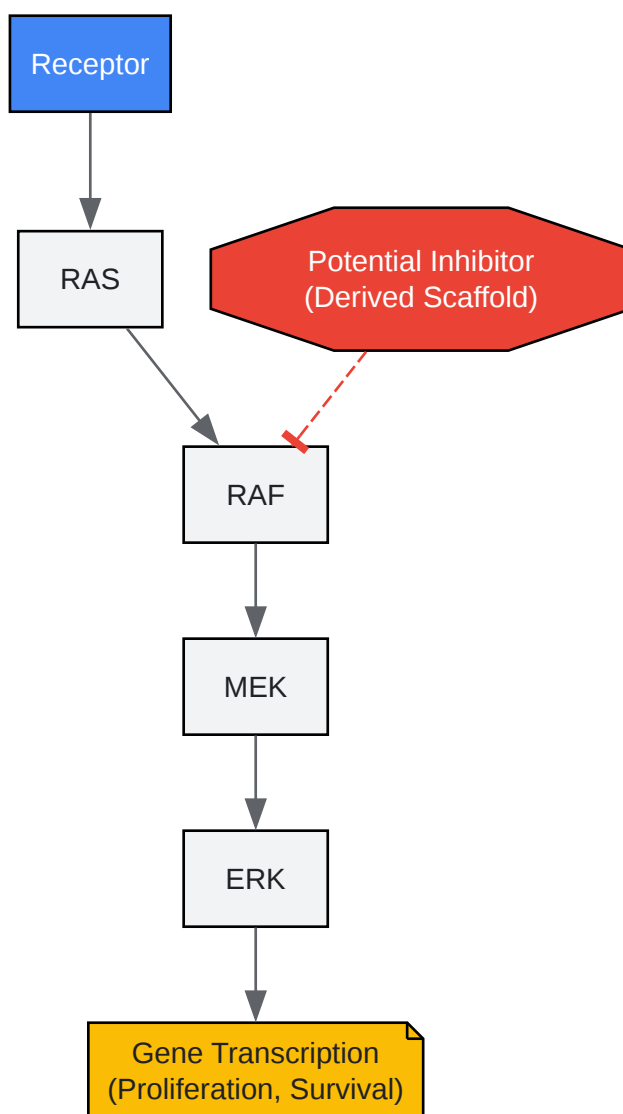 Receptor
RAS
Potential Inhibitor
(Derived Scaffold)
RAF
MEK
ERK
Gene Transcription
(Proliferation, Survival)